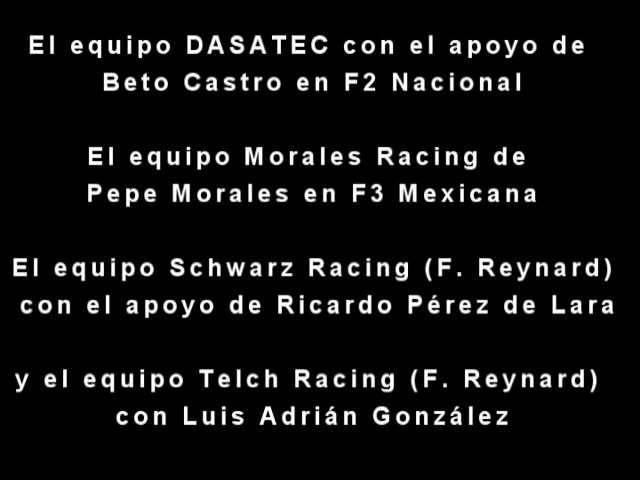 El equipo DASATEC con el apoyo de
Beto Castro en F2 Nacional
El equipo Morales Racing de
Pepe Morales en F3 Mexicana
El equipo Schwarz Racing (F. Reynard)
con el apoyo de Ricardo Pérez de Lara
y el equipo Telch Racing (F. Reynard)
con Luis Adrián González